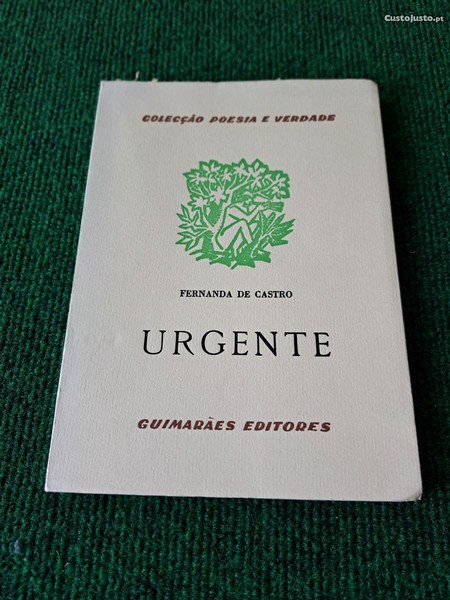 CustoJusto.pt
COLECÇÃO POESIA E VERDADE
FERNANDA DE CASTRO
URGENTE
GUIMARÃES EDITORES